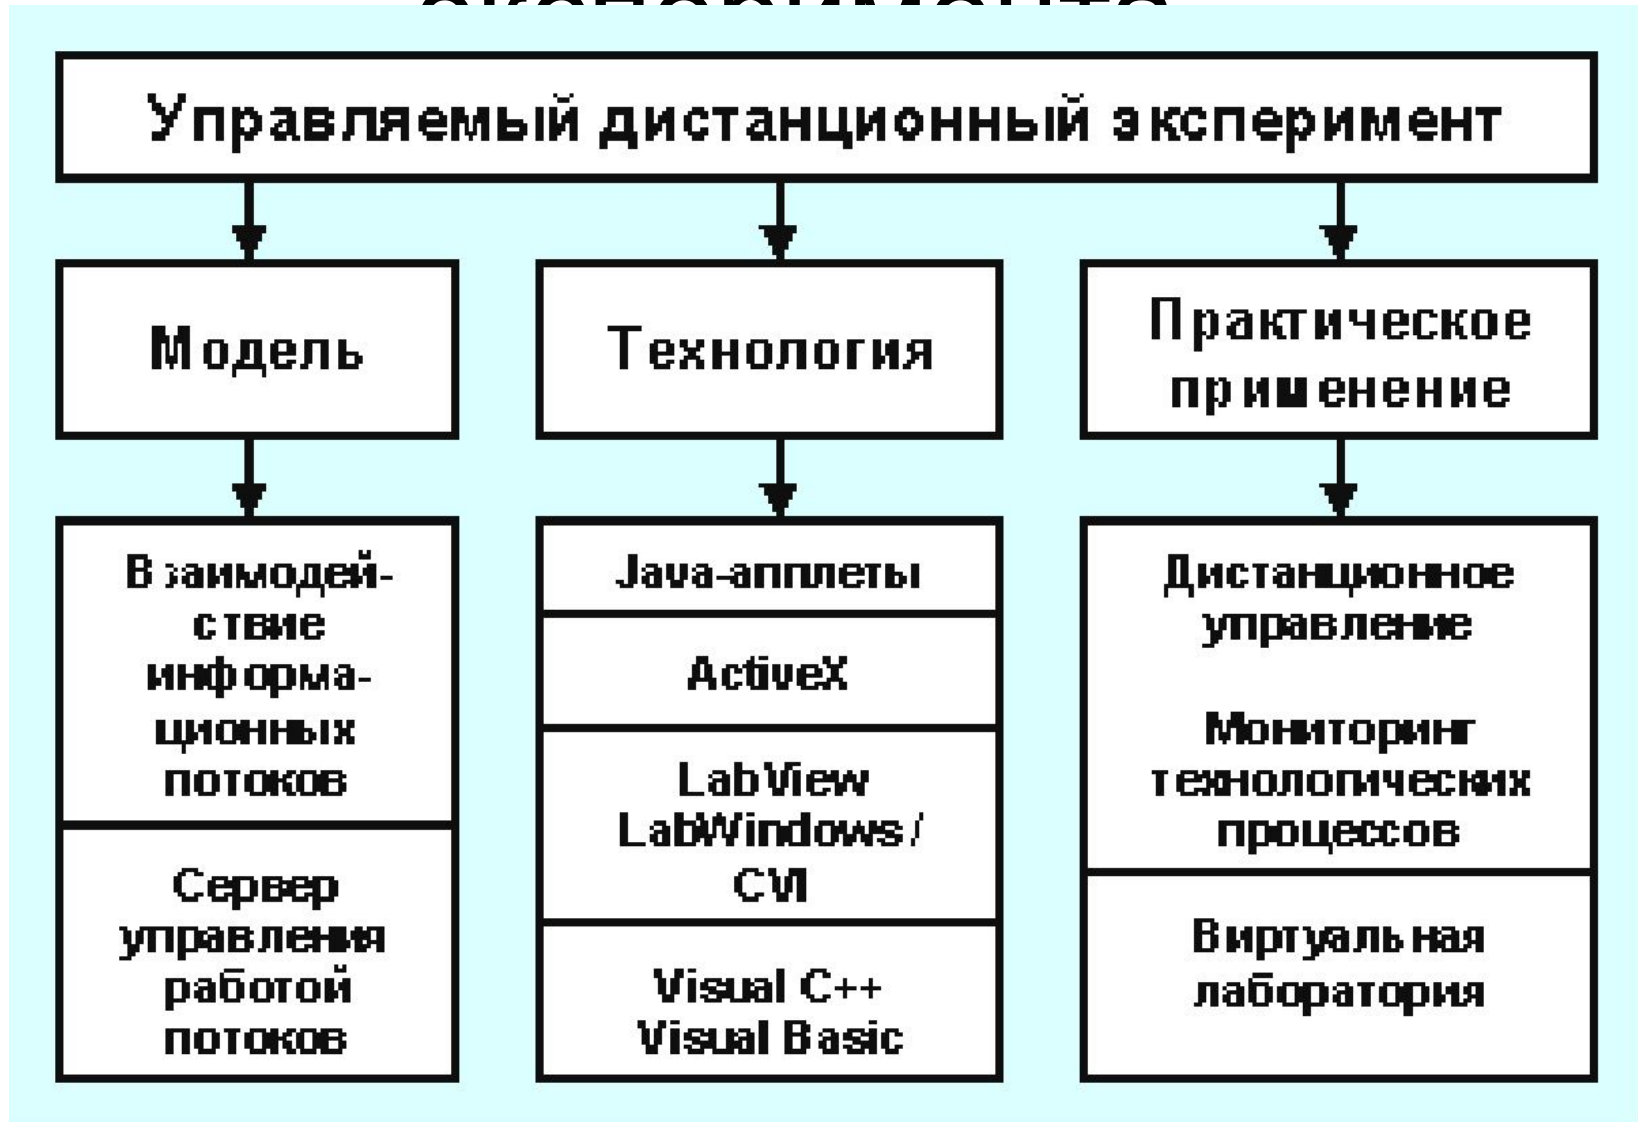 Управляемый дистанционный эксперимент
Модель
Технология
Практическое
применение
Взаимодей-
ствие
информа-
ционных
потоков
Сервер
управления
работой
потоков
Java-апплеты
ActiveX
LabView
LabWindows/
CVI
Visual C++
Visual Basic
Дистанционное
управление
Мониторинг
технологических
процессов
Виртуальная
лаборатория